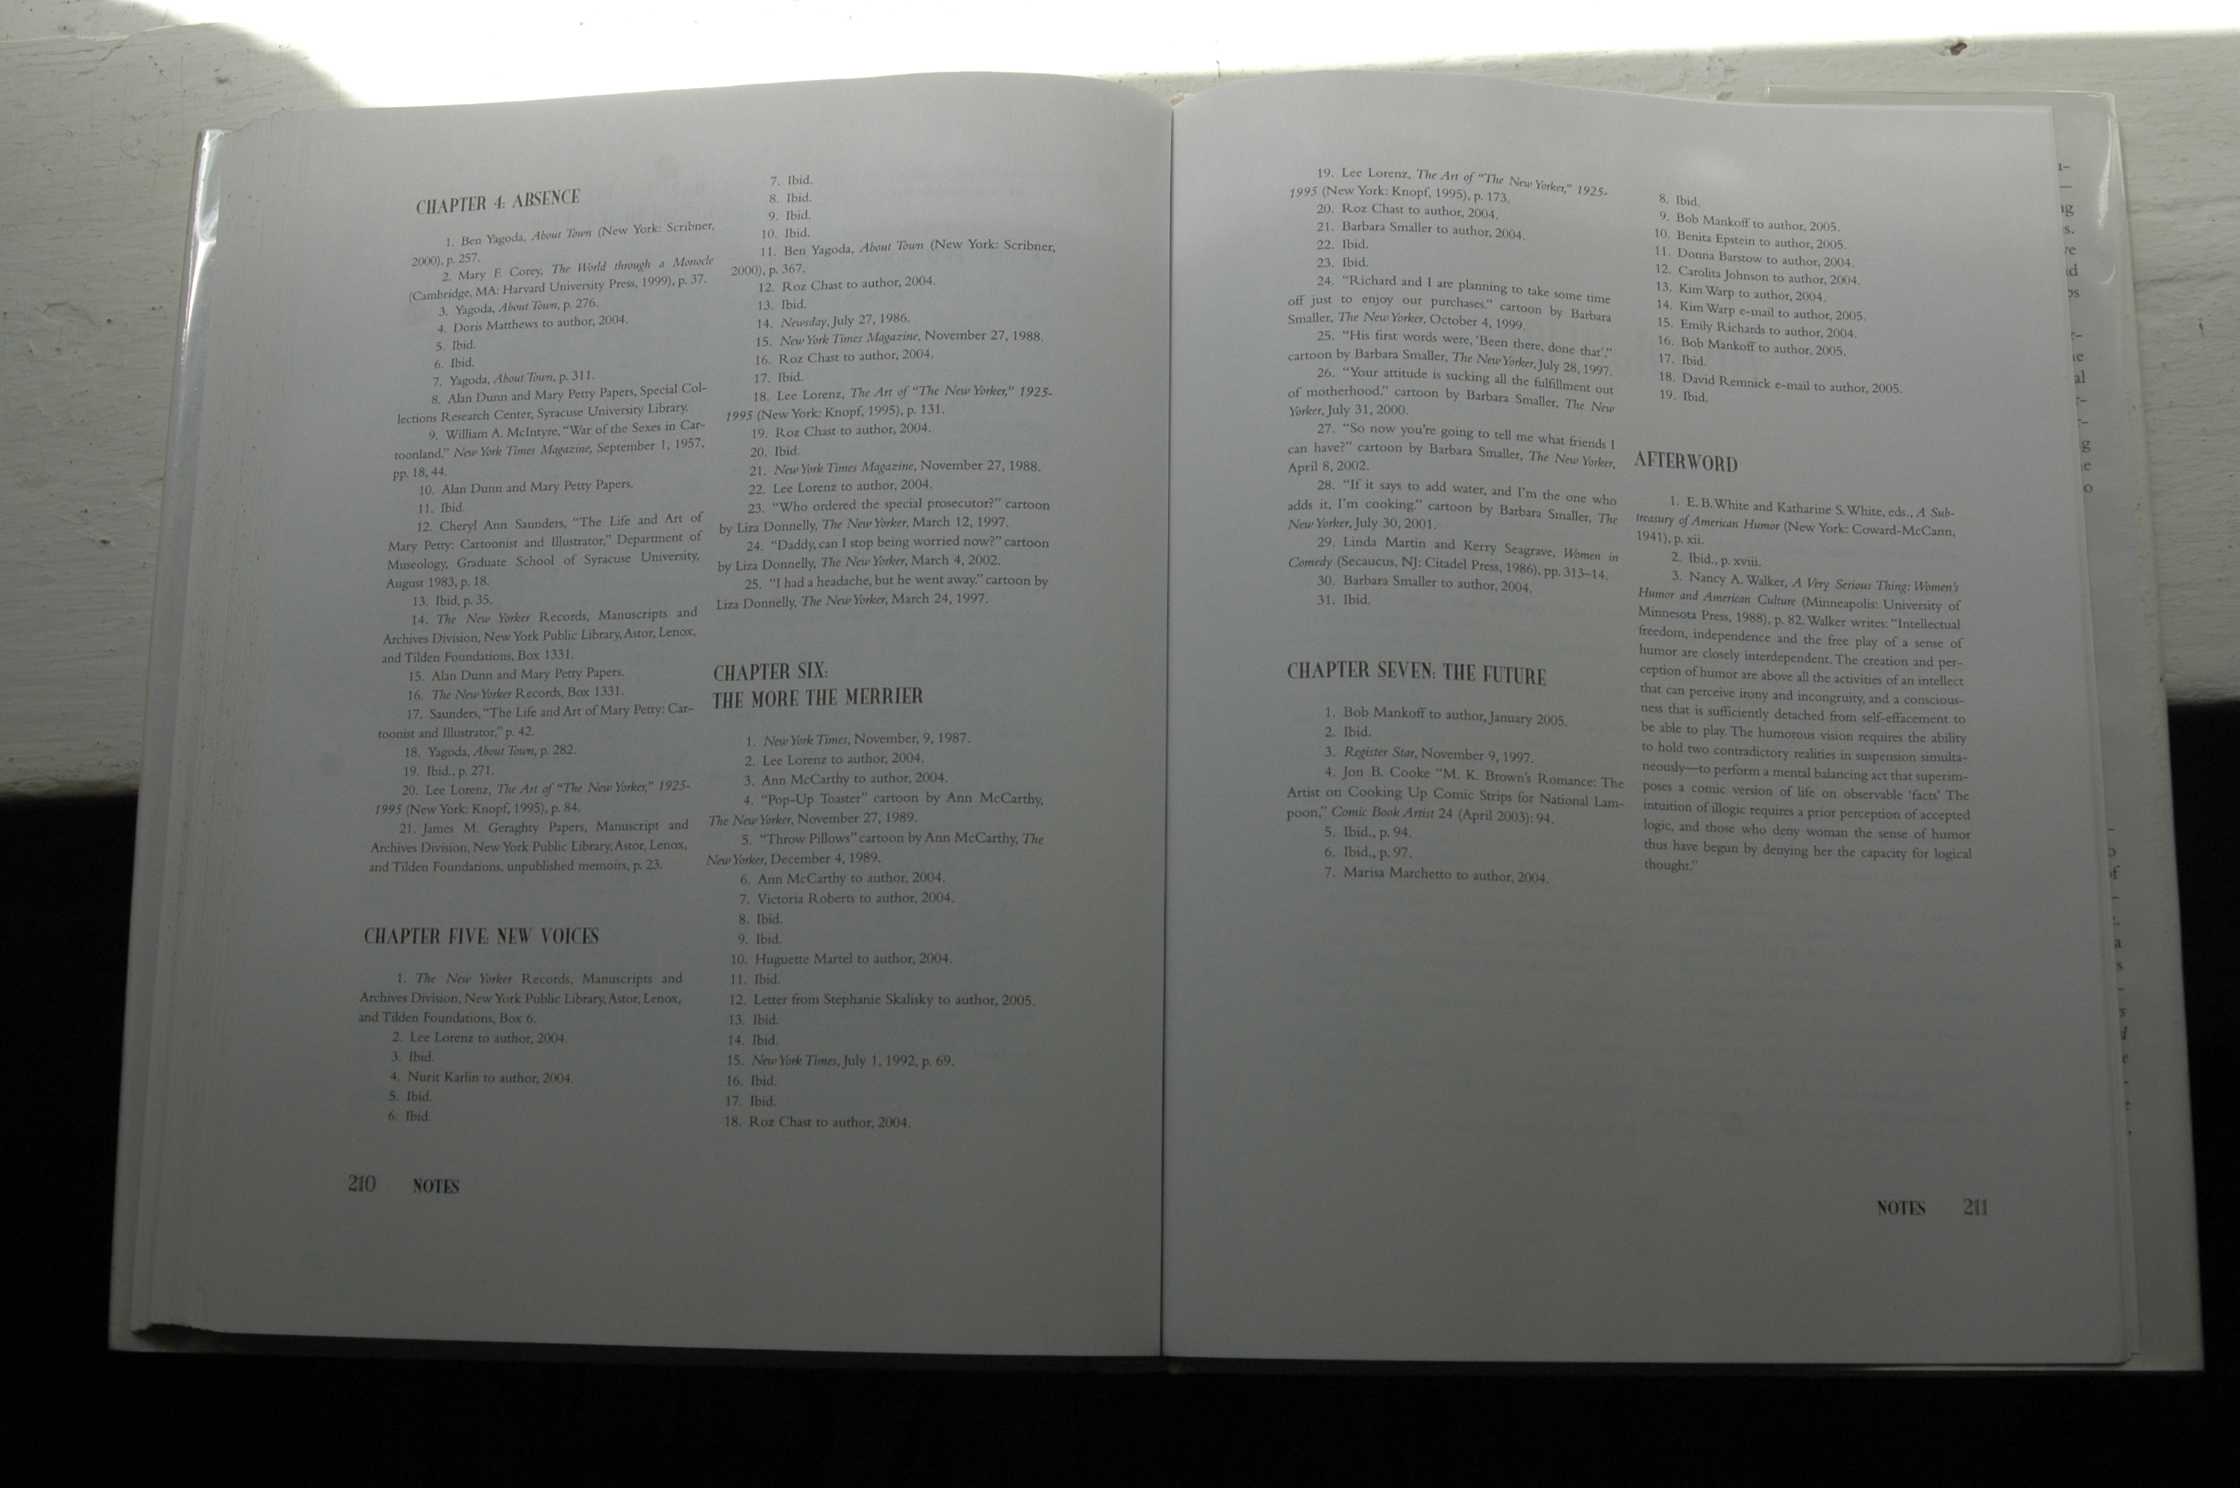 CHAPTER 4: ABSENCE
1. Ben Yagoda, About Town (New York: Scribner,
2000), p. 257.
2. Mary F. Corey, The World through a Monocle
(Cambridge, MA: Harvard University Press, 1999), p. 37.
3. Yagoda, About Town, p. 276.
4. Doris Matthews to author, 2004.
5. Ibid.
6. Ibid.
7. Yagoda, About Town, p. 311.
8. Alan Dunn and Mary Petty Papers, Special Col-
lections Research Center, Syracuse University Library.
9. William A. McIntyre, “War of the Sexes in Car-
toonland,” New York Times Magazine, September 1, 1957,
pp. 18, 44.
10. Alan Dunn and Mary Petty Papers.
11. Ibid.
12. Cheryl Ann Saunders, “The Life and Art of
Mary Petty: Cartoonist and Illustrator,” Department of
Museology, Graduate School of Syracuse University,
August 1983, p. 18.
13. Ibid, p. 35.
14. The New Yorker Records, Manuscripts and
Archives Division, New York Public Library, Astor, Lenox,
and Tilden Foundations, Box 1331.
15. Alan Dunn and Mary Petty Papers.
16. The New Yorker Records, Box 1331.
17. Saunders, “The Life and Art of Mary Petty: Car-
toonist and Illustrator,” p. 42.
18. Yagoda, About Town, p. 282.
19. Ibid., p. 271.
20. Lee Lorenz, The Art of “The New Yorker,” 1925-
1995 (New York: Knopf, 1995), p. 84.
21. James M. Geraghty Papers, Manuscript and
Archives Division, New York Public Library, Astor, Lenox,
and Tilden Foundations, unpublished memoirs, p. 23.
CHAPTER FIVE: NEW VOICES
1. The New Yorker Records, Manuscripts and
Archives Division, New York Public Library, Astor, Lenox,
and Tilden Foundations, Box 6.
2. Lee Lorenz to author, 2004.
3. Ibid.
4. Nurit Karlin to author, 2004.
5. Ibid.
6. Ibid.
7. Ibid.
8. Ibid.
9. Ibid.
10. Ibid.
11. Ben Yagoda, About Town (New York: Scribner,
2000), p. 367.
12. Roz Chast to author, 2004.
13. Ibid.
14. Newsday, July 27, 1986.
15. New York Times Magazine, November 27, 1988.
16. Roz Chast to author, 2004.
17. Ibid.
18. Lee Lorenz, The Art of “The New Yorker,” 1925-
1995 (New York: Knopf, 1995), p. 131.
19. Roz Chast to author, 2004.
20. Ibid.
21. New York Times Magazine, November 27, 1988.
22. Lee Lorenz to author, 2004.
23. “Who ordered the special prosecutor?” cartoon
by Liza Donnelly, The New Yorker, March 12, 1997.
24. “Daddy, can I stop being worried now?” cartoon
by Liza Donnelly, The New Yorker, March 4, 2002.
25. “I had a headache, but he went away.” cartoon by
Liza Donnelly, The New Yorker, March 24, 1997.
CHAPTER SIX:
THE MORE THE MERRIER
1. New York Times, November, 9, 1987.
2. Lee Lorenz to author, 2004.
3. Ann McCarthy to author, 2004.
4. “Pop-Up Toaster” cartoon by Ann McCarthy,
The New Yorker, November 27, 1989.
5. “Throw Pillows” cartoon by Ann McCarthy, The
New Yorker, December 4, 1989.
6. Ann McCarthy to author, 2004.
7. Victoria Roberts to author, 2004.
8. Ibid.
9. Ibid.
10. Huguette Martel to author, 2004.
11. Ibid.
12. Letter from Stephanie Skalisky to author, 2005.
13. Ibid.
14. Ibid.
15. New York Times, July 1, 1992, p. 69.
16. Ibid.
17. Ibid.
18. Roz Chast to author, 2004.
210 NOTES
19. Lee Lorenz, The Art of “The New Yorker,” 1925-
1995 (New York: Knopf, 1995), p. 173.
20. Roz Chast to author, 2004.
21. Barbara Smaller to author, 2004.
22. Ibid.
23. Ibid.
24. “Richard and I are planning to take some time
off just to enjoy our purchases.” cartoon by Barbara
Smaller, The New Yorker, October 4, 1999.
25. “His first words were, ‘Been there, done that’.”
cartoon by Barbara Smaller, The New Yorker, July 28, 1997.
26. “Your attitude is sucking all the fulfillment out
of motherhood.” cartoon by Barbara Smaller, The New
Yorker, July 31, 2000.
27. “So now you’re going to tell me what friends I
can have?” cartoon by Barbara Smaller, The New Yorker,
April 8, 2002.
28. “If it says to add water, and I’m the one who
adds it, I’m cooking.” cartoon by Barbara Smaller, The
New Yorker, July 30, 2001.
29. Linda Martin and Kerry Seagrave, Women in
Comedy (Secaucus, NJ: Citadel Press, 1986), pp. 313–14.
30. Barbara Smaller to author, 2004.
31. Ibid.
CHAPTER SEVEN: THE FUTURE
1. Bob Mankoff to author, January 2005.
2. Ibid.
3. Register Star, November 9, 1997.
4. Jon B. Cooke “M. K. Brown’s Romance: The
Artist on Cooking Up Comic Strips for National Lam-
poon,” Comic Book Artist 24 (April 2003): 94.
5. Ibid., p. 94.
6. Ibid., p. 97.
7. Marisa Marchetto to author, 2004.
8. Ibid.
9. Bob Mankoff to author, 2005.
10. Benita Epstein to author, 2005.
11. Donna Barstow to author, 2004.
12. Carolita Johnson to author, 2004.
13. Kim Warp to author, 2004.
14. Kim Warp e-mail to author, 2005.
15. Emily Richards to author, 2004.
16. Bob Mankoff to author, 2005.
17. Ibid.
18. David Remnick e-mail to author, 2005.
19. Ibid.
AFTERWORD
1. E. B. White and Katharine S. White, eds., A Sub-
treasury of American Humor (New York: Coward-McCann,
1941), p. xii.
2. Ibid., p. xviii.
3. Nancy A. Walker, A Very Serious Thing: Women’s
Humor and American Culture (Minneapolis: University of
Minnesota Press, 1988), p. 82. Walker writes: “Intellectual
freedom, independence and the free play of a sense of
humor are closely interdependent. The creation and per-
ception of humor are above all the activities of an intellect
that can perceive irony and incongruity, and a conscious-
ness that is sufficiently detached from self-effacement to
be able to play. The humorous vision requires the ability
to hold two contradictory realities in suspension simulta-
neously—to perform a mental balancing act that superim-
poses a comic version of life on observable ‘facts’ The
intuition of illogic requires a prior perception of accepted
logic, and those who deny woman the sense of humor
thus have begun by denying her the capacity for logical
thought.”
NOTES 211